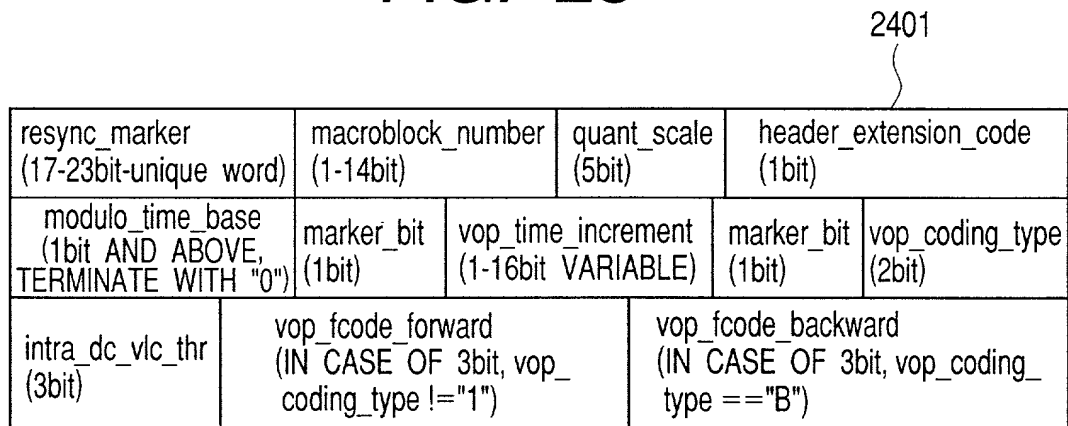 2401
resync_marker
(17-23bit-unique word)
macroblock_number
(1-14bit)
quant_scale
(5bit)
header_extension_code
(1bit)
modulo_time_base
(1bit AND ABOVE,
TERMINATE WITH "0")
marker_bit
(1bit)
vop_time_increment
(1-16bit VARIABLE)
marker_bit
(1bit)
vop_coding_type
(2bit)
intra_dc_vlc_thr
(3bit)
vop_fcode_forward
(IN CASE OF 3bit, vop_
coding_type !="1")
vop_fcode_backward
(IN CASE OF 3bit, vop_coding_
type =="B")